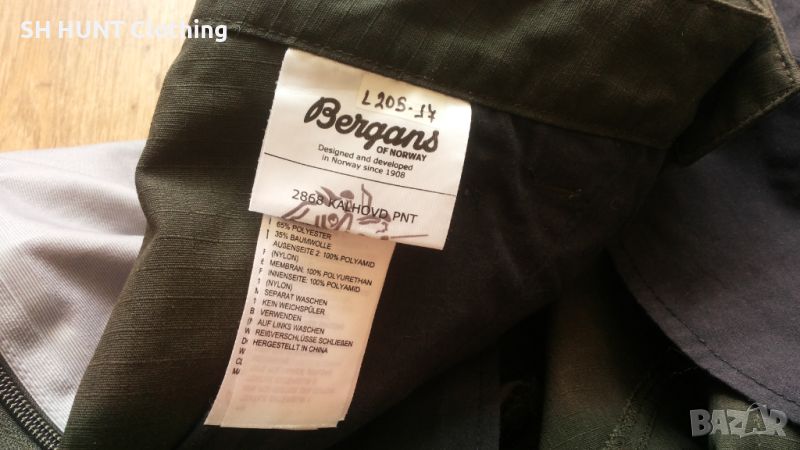 SH HUNT Clothing
L 20S-17
Bergans
OF NORWAY
Designed and developed
in Norway since 1908
2868 KALHOVD PNT
65% POLYESTER
35% BAUMWOLLE
AUßENSEITE 2: 100% POLYAMID
(NYLON)
MEMBRAN: 100% POLYURETHAN
INNENSEITE: 100% POLYAMID
(NYLON)
SEPARAT WASCHEN
KEIN WEICHSPÜLER
VERWENDEN
AUF LINKS WASCHEN
REIßVERSCHLÜSSE SCHLIEßEN
HERGESTELLT IN CHINA
BAZAR